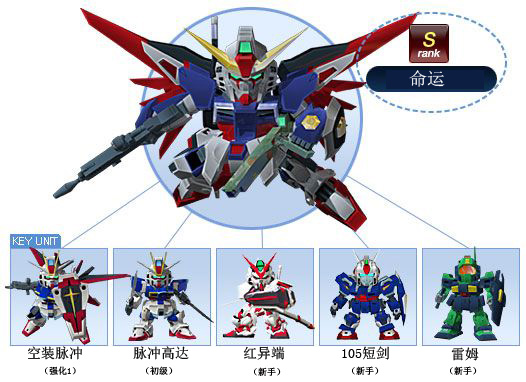 S
rank
命运
KEY UNIT
空装脉冲
(强化1)
脉冲高达
(初级)
红异端
(新手)
105短剑
(新手)
雷姆
(新手)